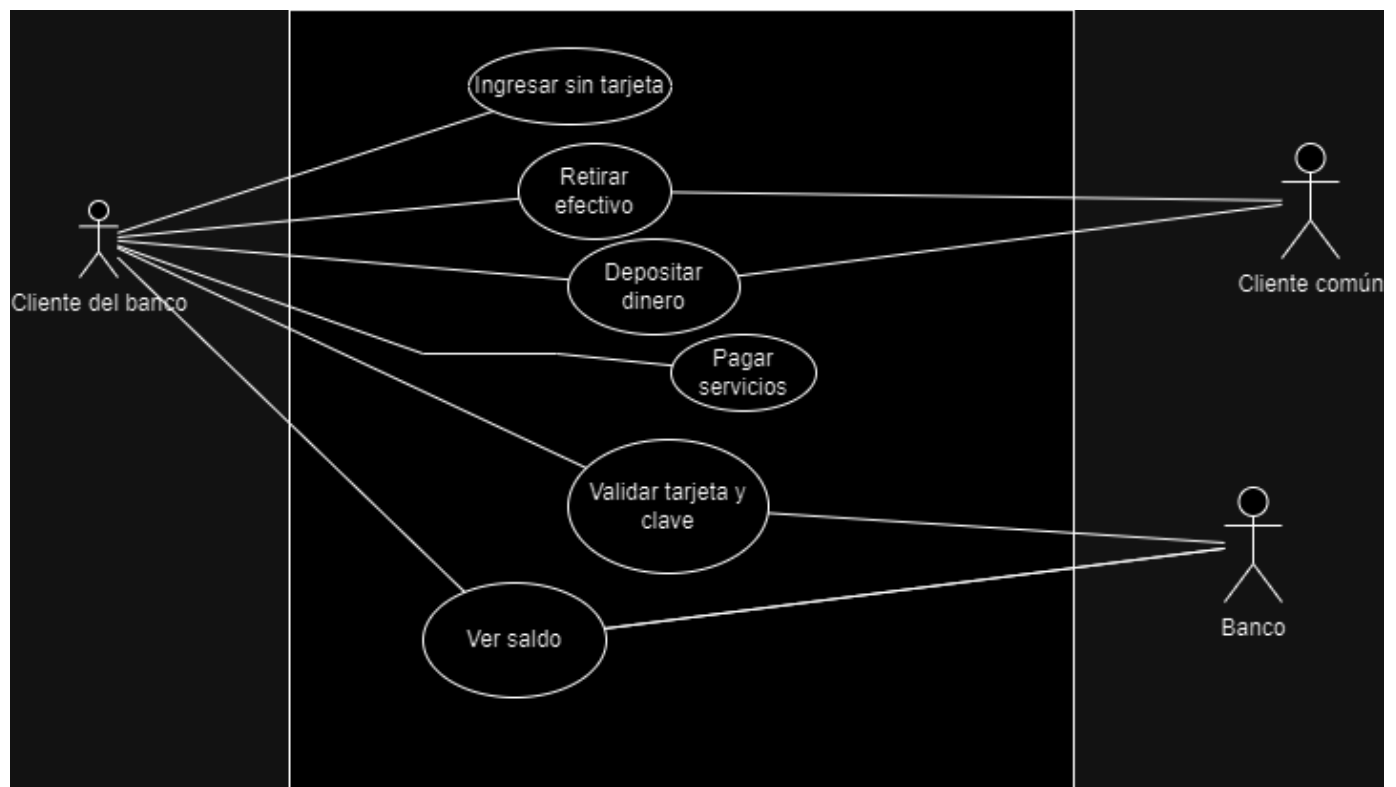 Ingresar sin tarjeta
Retirar
efectivo
Depositar
dinero
Cliente del banco
Cliente común
Pagar
servicios
Validar tarjeta y
clave
Ver saldo
Banco